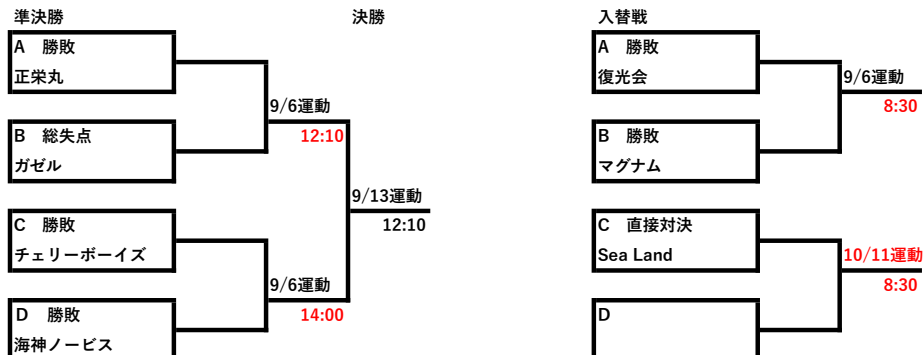 準決勝
決勝
A　勝敗
正栄丸
9/6運動
12:10
B　総失点
ガゼル
9/13運動
12:10
C　勝敗
チェリーボーイズ
9/6運動
14:00
D　勝敗
海神ノービス
入替戦
A　勝敗
復光会
9/6運動
8:30
B　勝敗
マグナム
C　直接対決
Sea Land
10/11運動
8:30
D